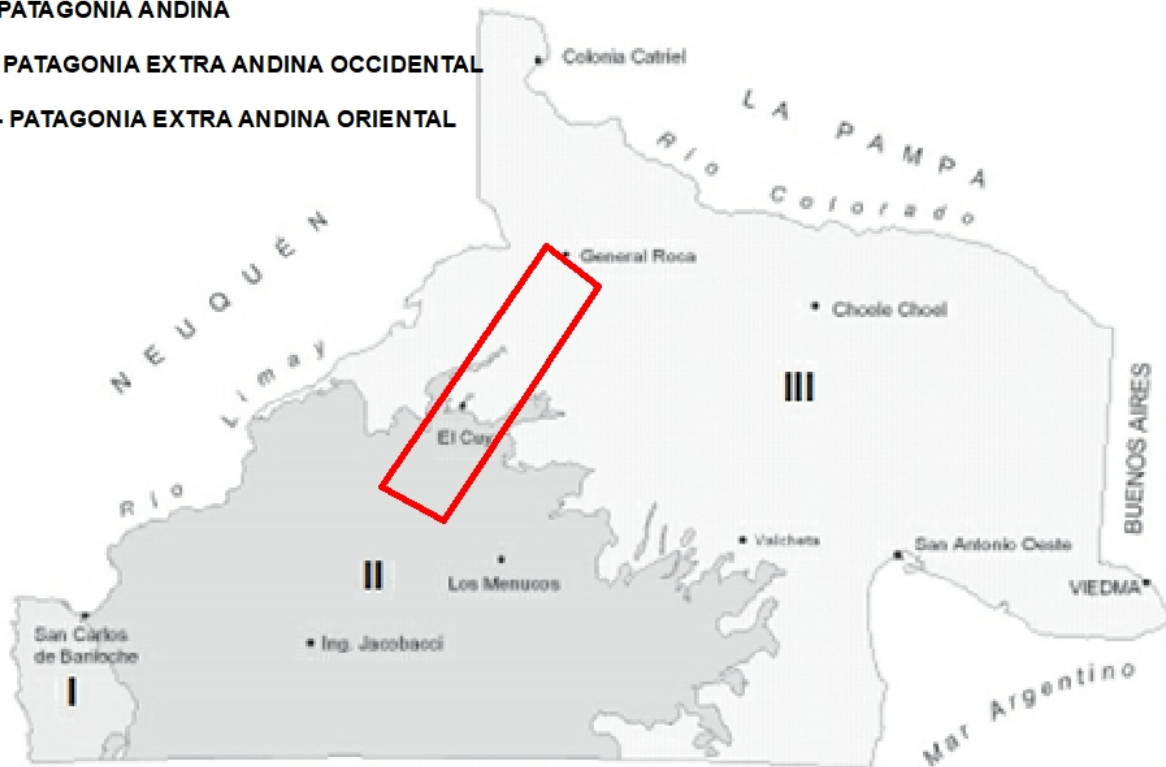 PATAGONIA ANDINA
PATAGONIA EXTRA ANDINA OCCIDENTAL
- PATAGONIA EXTRA ANDINA ORIENTAL
Colonia Catriel
LA PAMPA
Río Colorado
NEUQUÉN
General Roca
Choele Choel
Río Limay
III
BUENOS AIRES
El Cuy
Valcheta
San Antonio Oeste
II
Los Menucos
VIEDMA
San Carlos
de Bariloche
Ing. Jacobacci
I
Mar Argentino